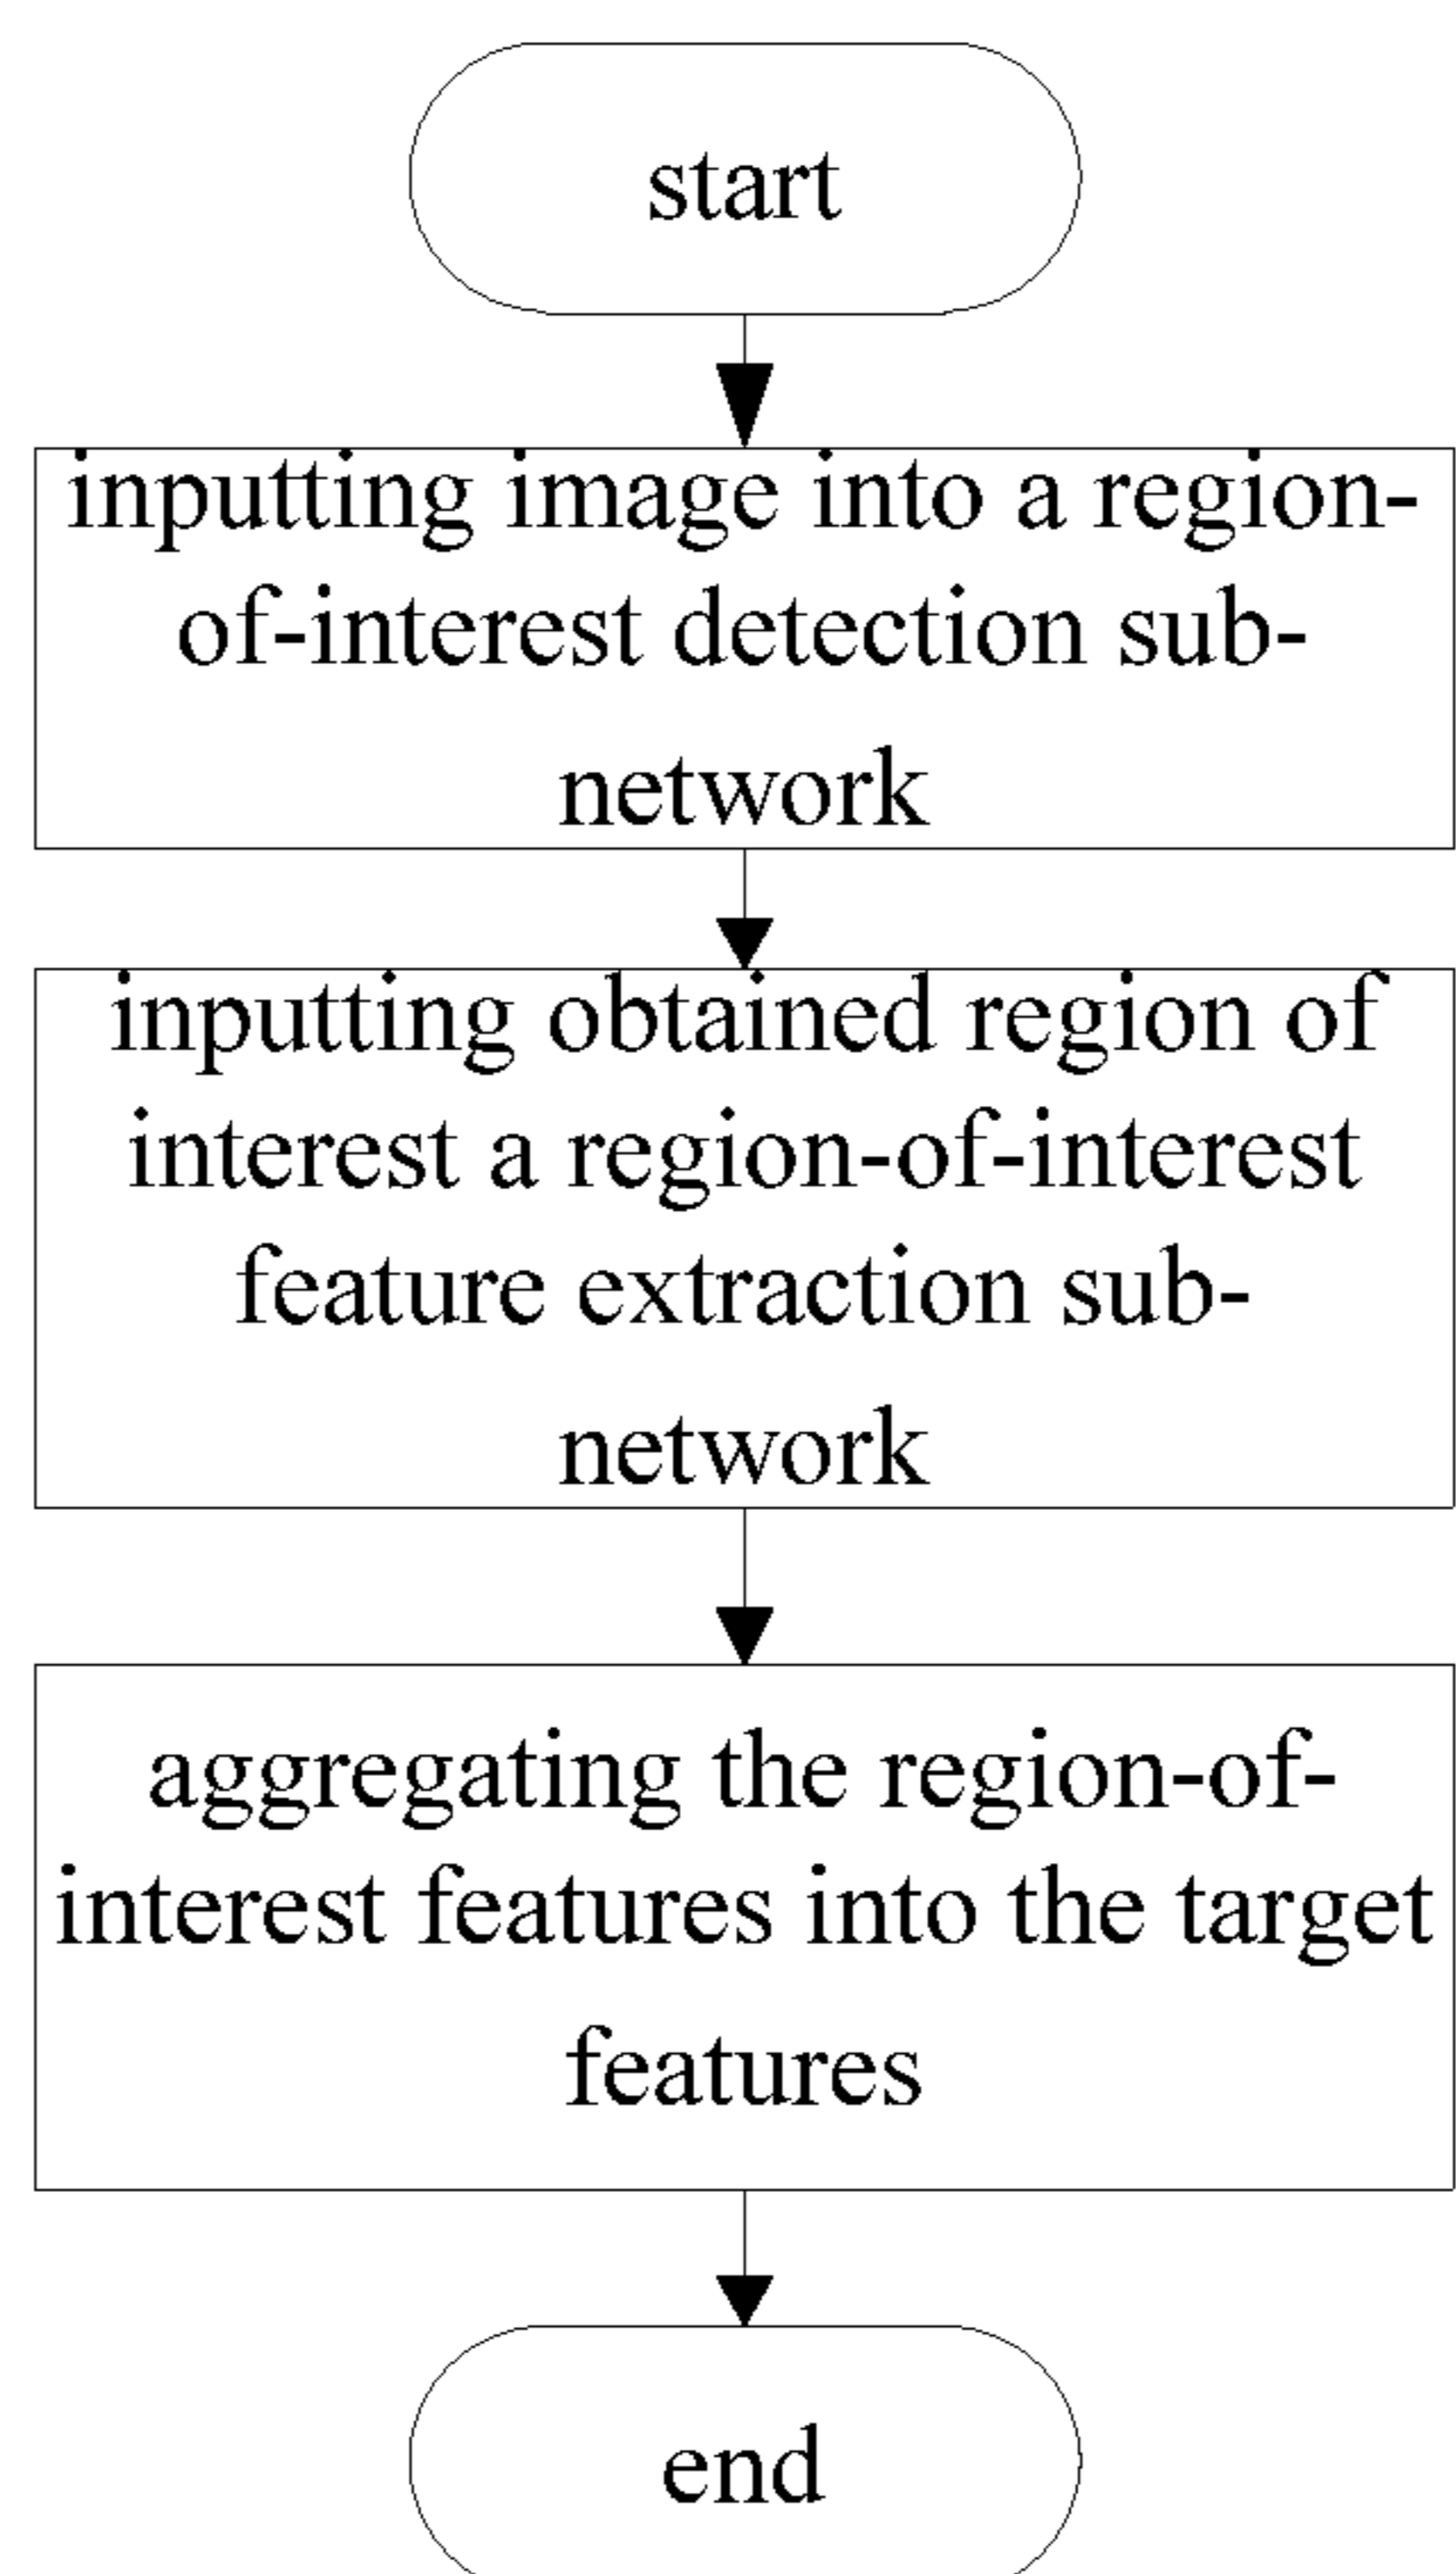 start
inputting image into a region-
of-interest detection sub-
network
inputting obtained region of
interest a region-of-interest
feature extraction sub-
network
aggregating the region-of-
interest features into the target
features
end